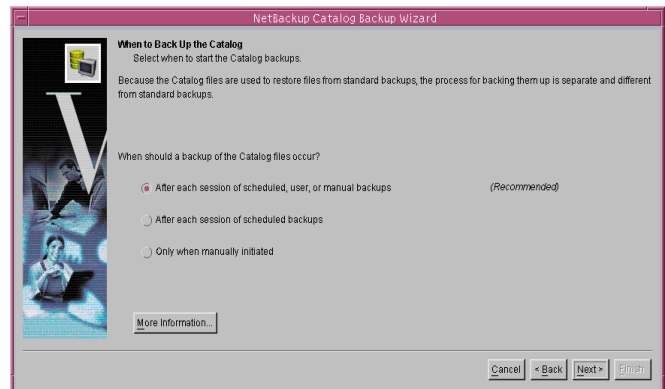 NetBackup Catalog Backup Wizard
When to Back Up the Catalog
Select when to start the Catalog backups.
Because the Catalog files are used to restore files from standard backups, the process for backing them up is separate and different
from standard backups.
When should a backup of the Catalog files occur?
After each session of scheduled, user, or manual backups (Recommended)
After each session of scheduled backups
Only when manually initiated
More Information...
Cancel < Back Next > Finish